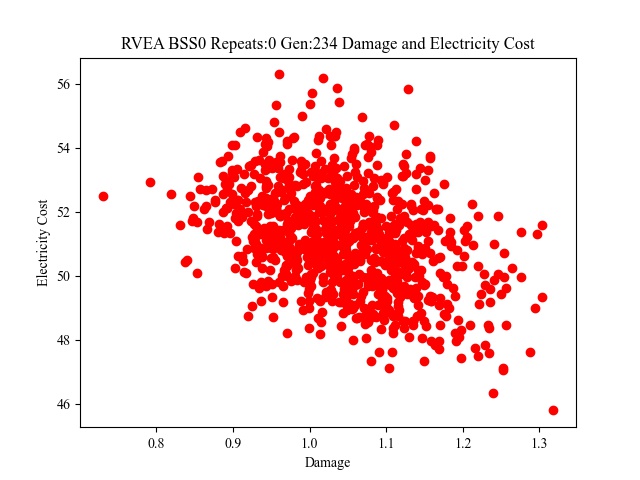 RVEA BSS0 Repeats:0 Gen:234 Damage and Electricity Cost
56
54
52
50
48
46
Electricity Cost
0.8 0.9 1.0 1.1 1.2 1.3
Damage